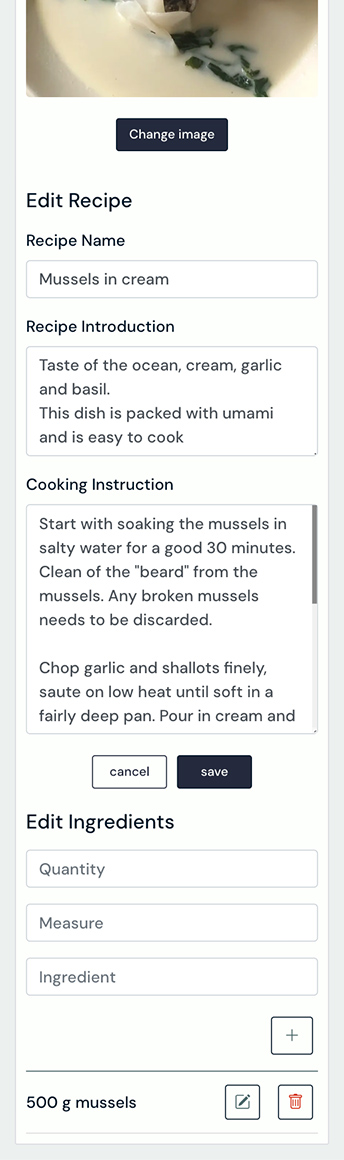 Change image
Edit Recipe
Recipe Name
Mussels in cream
Recipe Introduction
Taste of the ocean, cream, garlic
and basil.
This dish is packed with umami
and is easy to cook
Cooking Instruction
Start with soaking the mussels in
salty water for a good 30 minutes.
Clean of the "beard" from the
mussels. Any broken mussels
needs to be discarded.
Chop garlic and shallots finely,
saute on low heat until soft in a
fairly deep pan. Pour in cream and
cancel save
Edit Ingredients
Quantity
Measure
Ingredient
+
500 g mussels